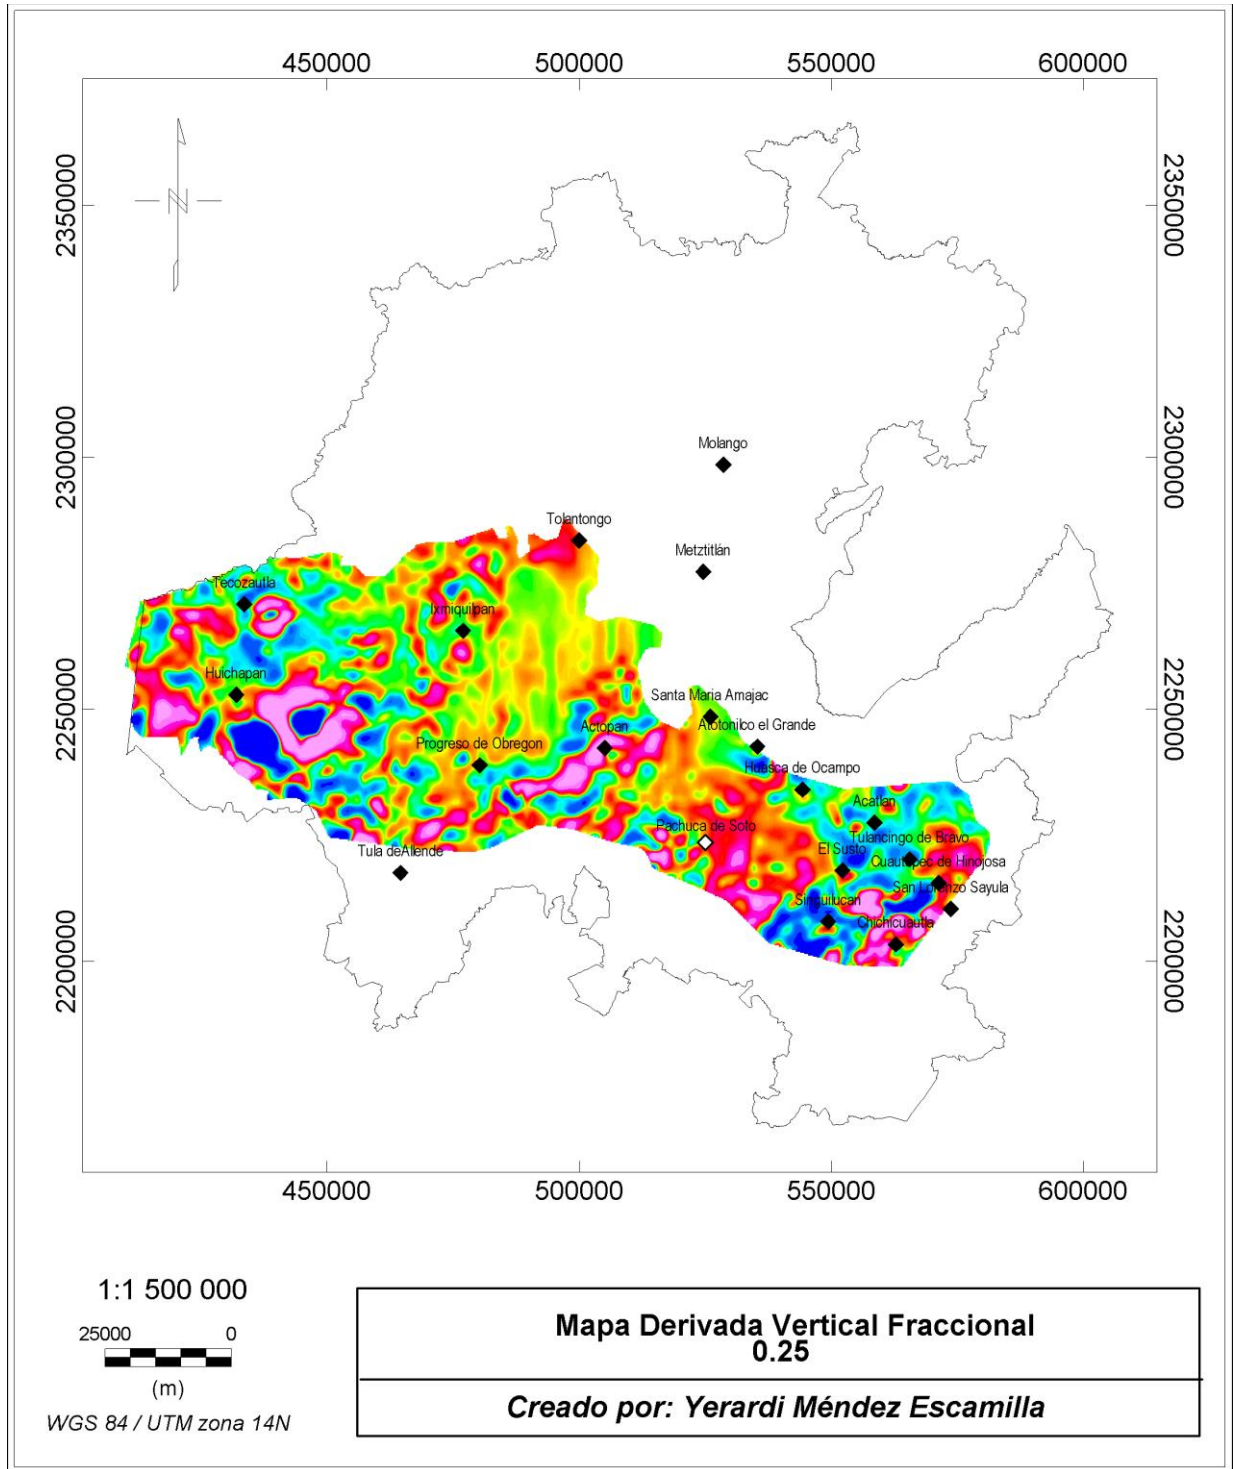 450000 500000 550000 600000
2350000
2350000
N
2300000
2300000
Molango
Tolantongo
Metztitlán
Tecozautla
Ixmiquilpan
Huichapan
2250000
2250000
Santa Maria Amajac
Atotonilco el Grande
Actopan
Progreso de Obregon
Huasca de Ocampo
Acatlan
Pachuca de Soto
Tulancingo de Bravo
El Susto
Cuautepec de Hinojosa
Tula deAllende
San Lorenzo Sayula
Singuilucan
Chichicuautla
2200000
2200000
450000 500000 550000 600000
1:1 500 000
25000 0
(m)
WGS 84 / UTM zona 14N
Mapa Derivada Vertical Fraccional
0.25
Creado por: Yerardi Méndez Escamilla